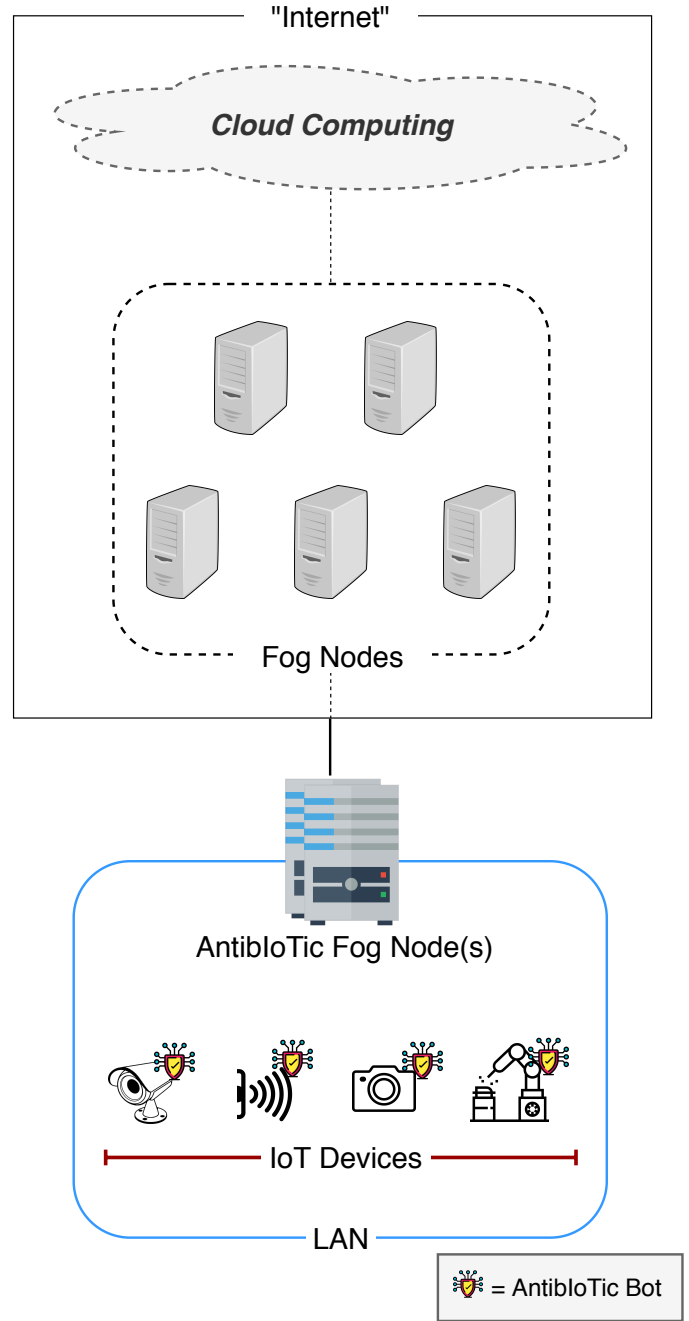 "Internet"
Cloud Computing
Fog Nodes
AntibIoTic Fog Node(s)
IoT Devices
LAN
= AntibIoTic Bot